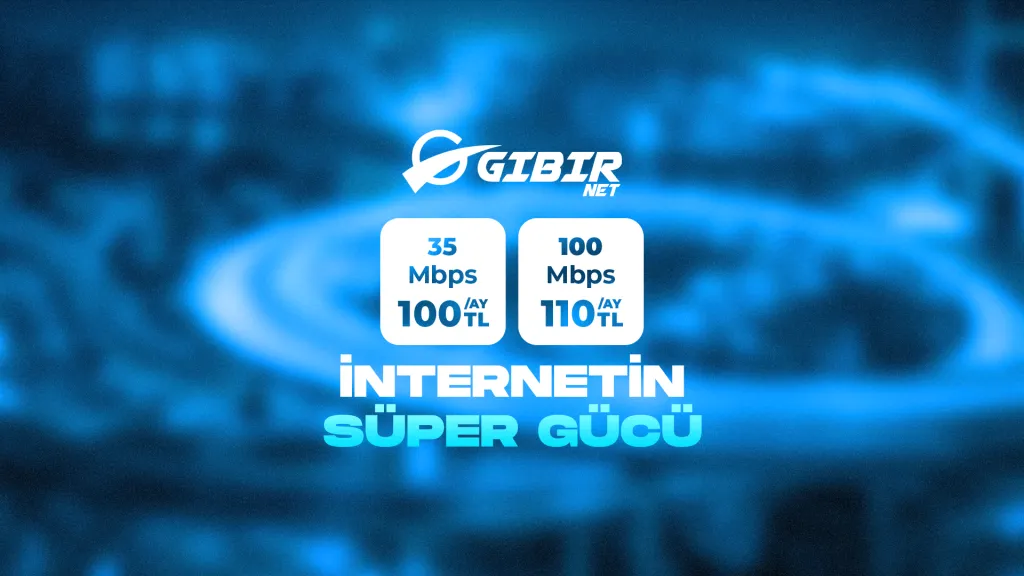 GIBIR
NET
35
Mbps
100 /AY TL
100
Mbps
110 /AY TL
İNTERNETİN
SÜPER GÜCÜ